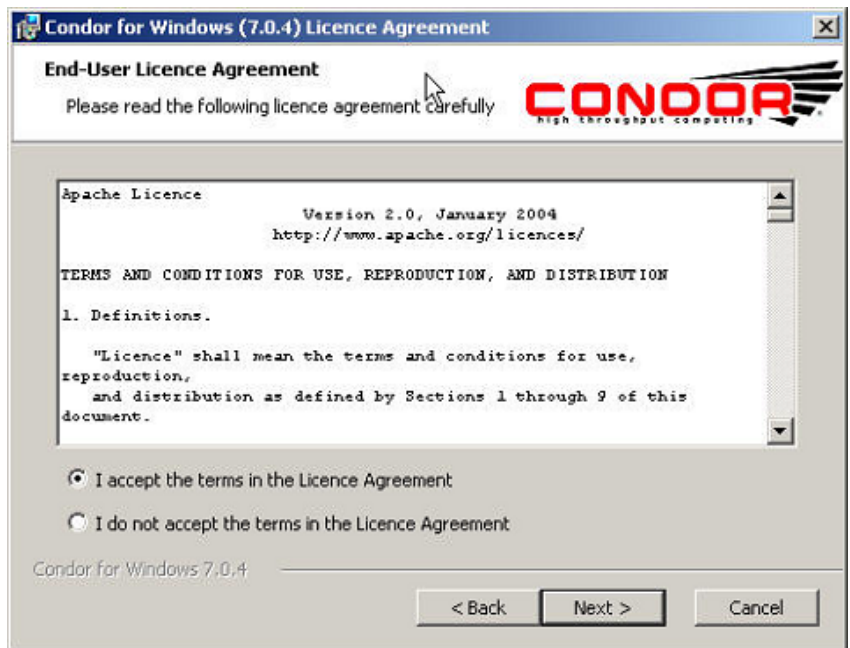 Condor for Windows (7.0.4) Licence Agreement
End-User Licence Agreement
Please read the following licence agreement carefully
CONDOR
high throughput computing
Apache Licence
Version 2.0, January 2004
http://www.apache.org/licences/
TERMS AND CONDITIONS FOR USE, REPRODUCTION, AND DISTRIBUTION
1. Definitions.
"Licence" shall mean the terms and conditions for use,
reproduction,
and distribution as defined by Sections 1 through 9 of this
document.
I accept the terms in the Licence Agreement
I do not accept the terms in the Licence Agreement
Condor for Windows 7.0.4
< Back
Next >
Cancel